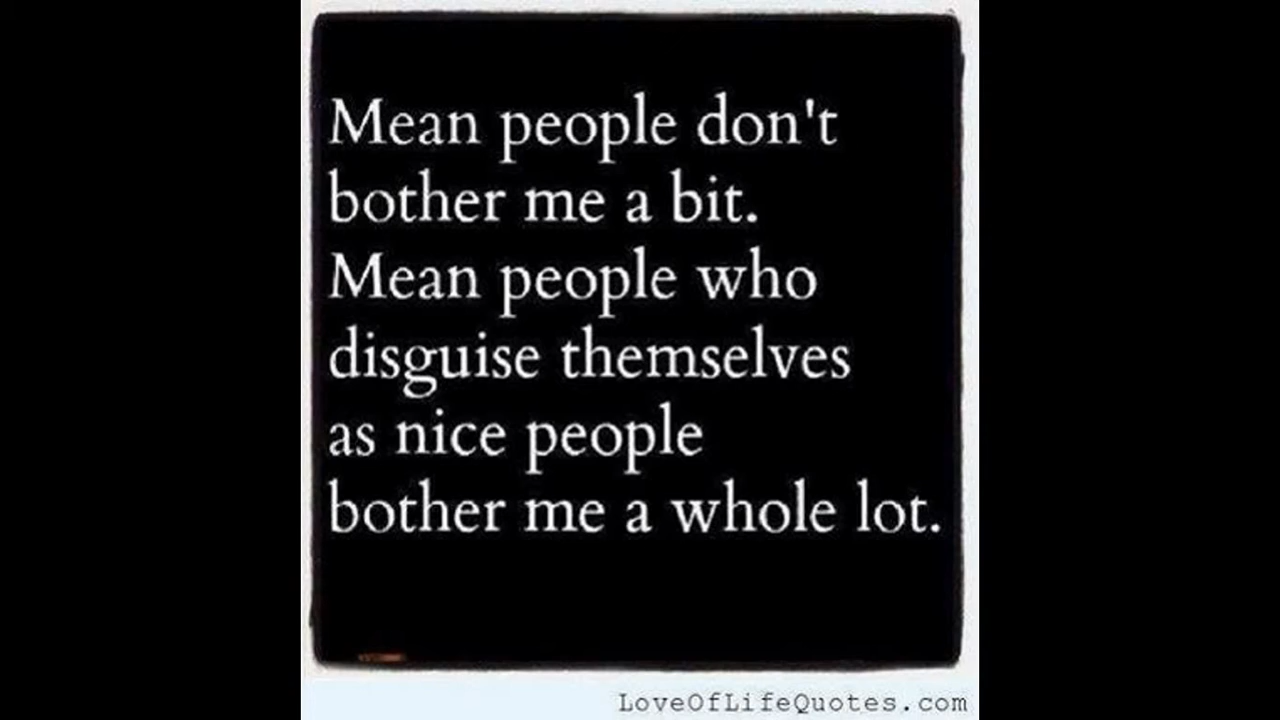 Mean people don't
bother me a bit.
Mean people who
disguise themselves
as nice people
bother me a whole lot.
LoveOfLifeQuotes.com